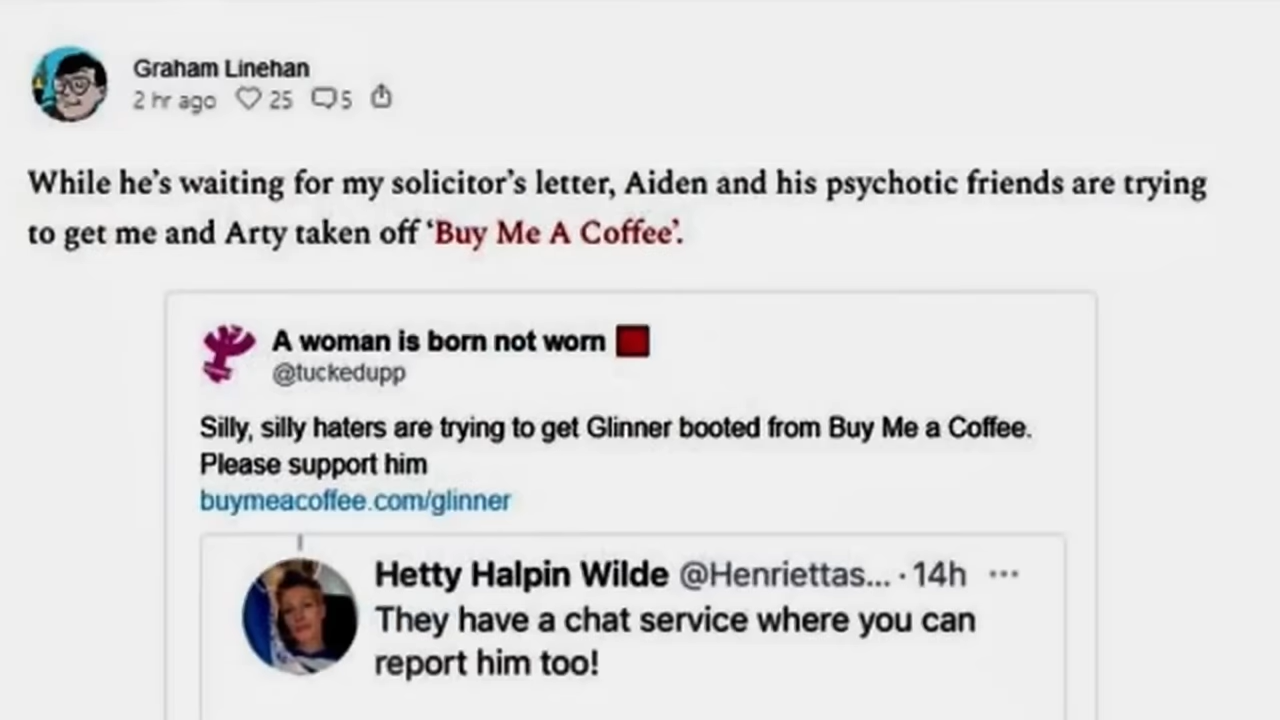 Graham Linehan
2 hr ago 25 5
While he's waiting for my solicitor's letter, Aiden and his psychotic friends are trying
to get me and Arty taken off 'Buy Me A Coffee'.
A woman is born not worn
@tuckedupp
Silly, silly haters are trying to get Glinner booted from Buy Me a Coffee.
Please support him
buymeacoffee.com/glinner
Hetty Halpin Wilde @Henriettas... · 14h ...
They have a chat service where you can
report him too!